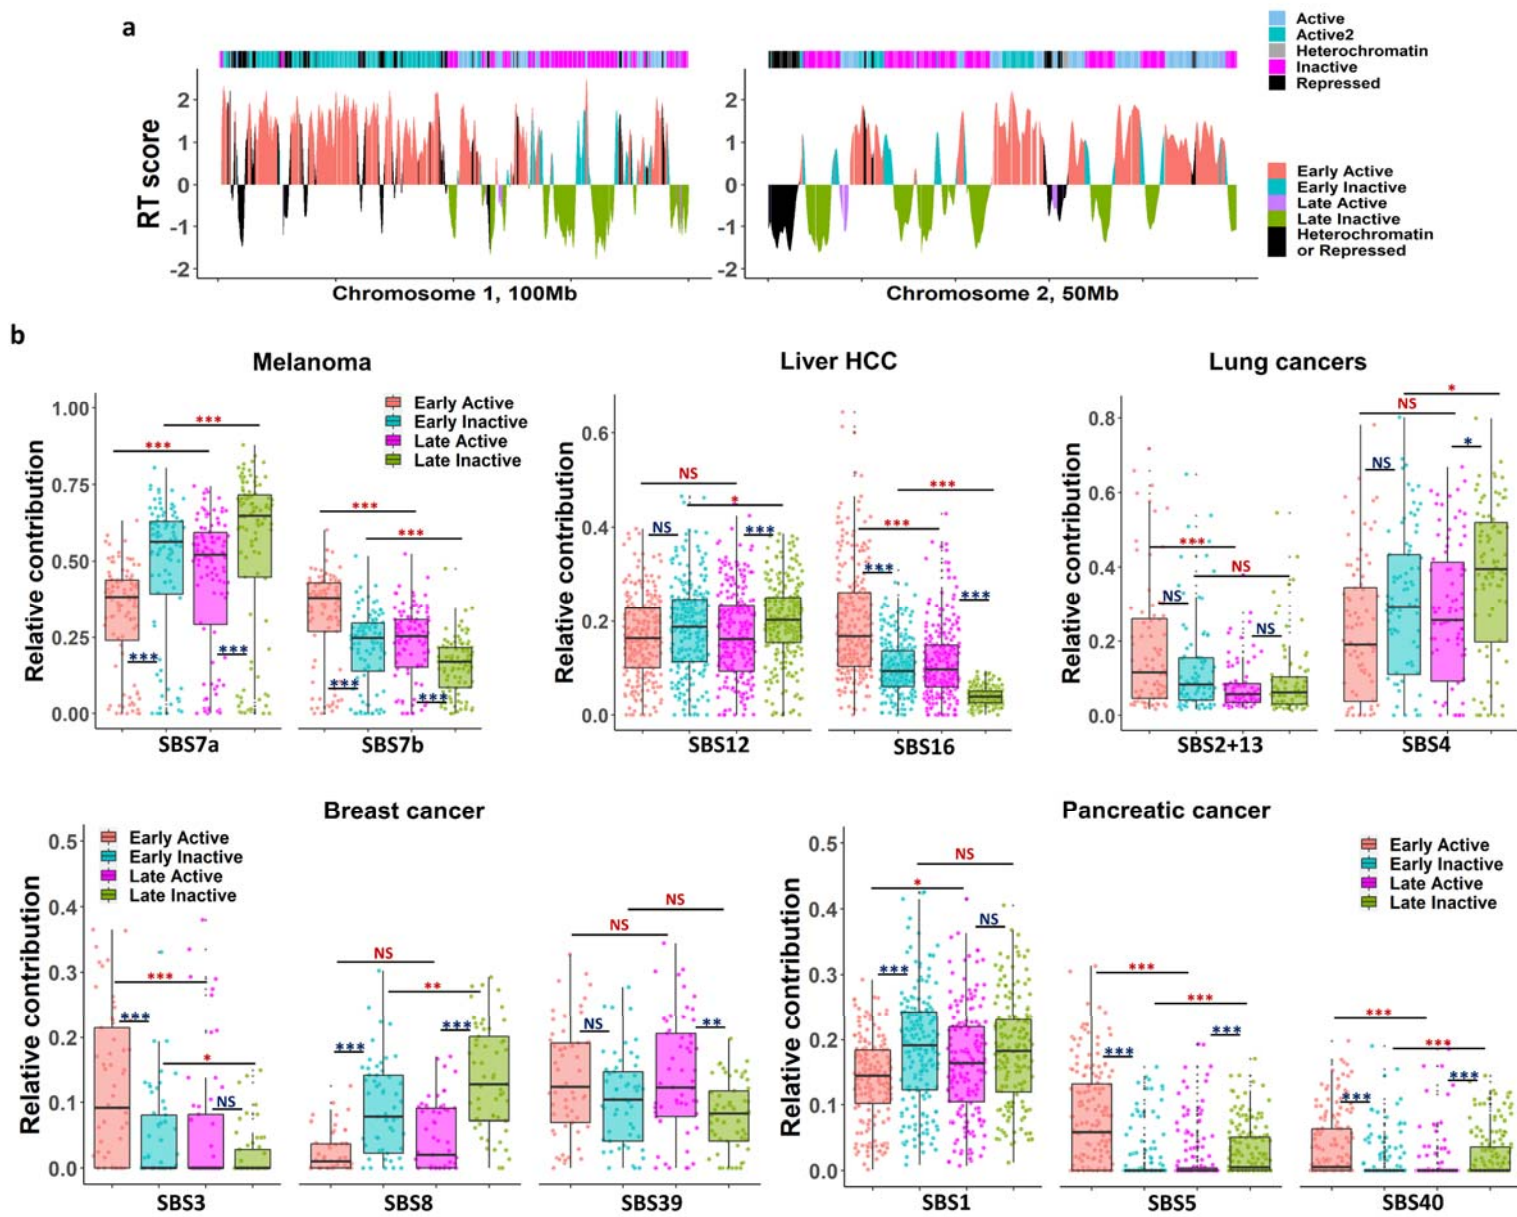 a
Active
Active2
Heterochromatin
Inactive
Repressed
RT score
2
1
0
-1
-2
2
1
0
-1
-2
Early Active
Early Inactive
Late Active
Late Inactive
Heterochromatin
or Repressed
Chromosome 1, 100Mb
Chromosome 2, 50Mb
b
Melanoma
Relative contribution
1.00
0.75
0.50
0.25
0.00
Early Active
Early Inactive
Late Active
Late Inactive
***
***
***
***
***
***
***
***
SBS7a
SBS7b
Liver HCC
Relative contribution
0.6
0.4
0.2
0.0
NS
*
NS
***
***
***
***
***
SBS12
SBS16
Lung cancers
Relative contribution
0.8
0.6
0.4
0.2
0.0
***
NS
NS
NS
*
NS
NS
*
SBS2+13
SBS4
Breast cancer
Relative contribution
0.5
0.4
0.3
0.2
0.1
0.0
Early Active
Early Inactive
Late Active
Late Inactive
***
***
*
NS
NS
**
***
***
NS
NS
NS
**
SBS3
SBS8
SBS39
Pancreatic cancer
Relative contribution
0.5
0.4
0.3
0.2
0.1
0.0
Early Active
Early Inactive
Late Active
Late Inactive
NS
*
NS
***
***
***
***
***
***
***
***
***
SBS1
SBS5
SBS40